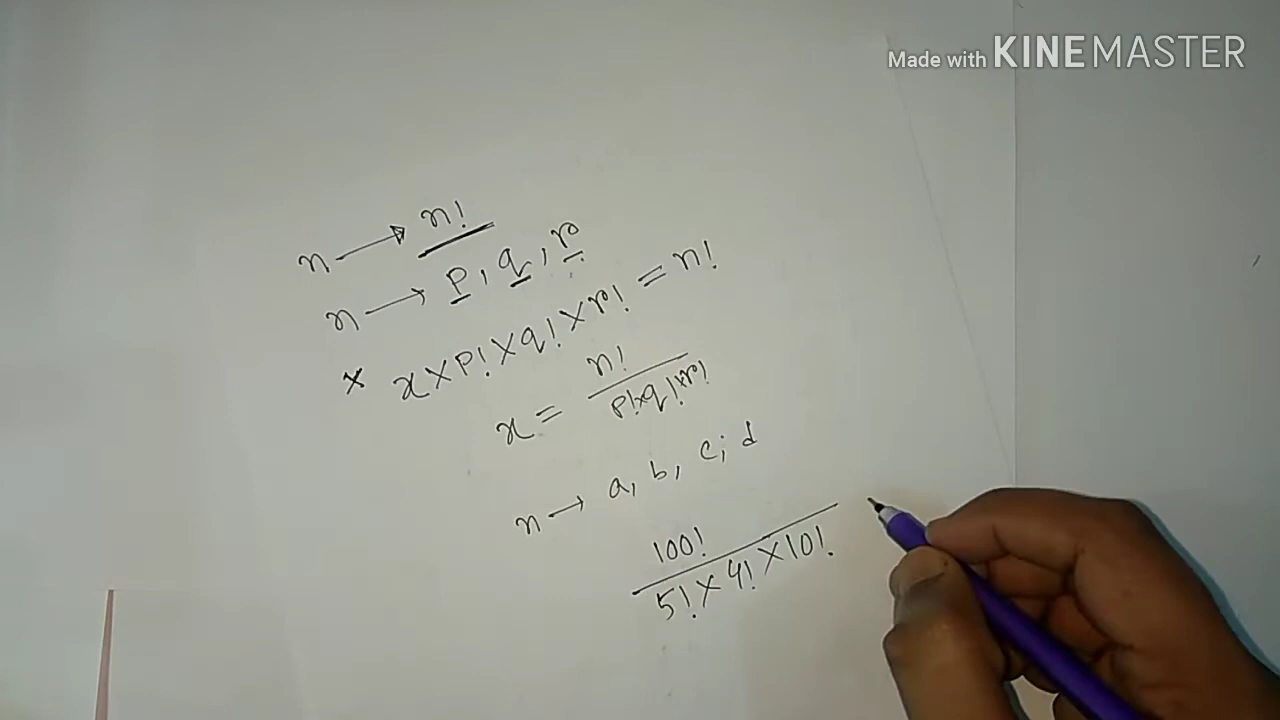 Made with KINEMASTER
n → n!
n → p, q, r
× x × p! × q! × r! = n!
x = n! / p! × q! × r!
n → a, b, c, d
100! / 5! × 4! × 10!